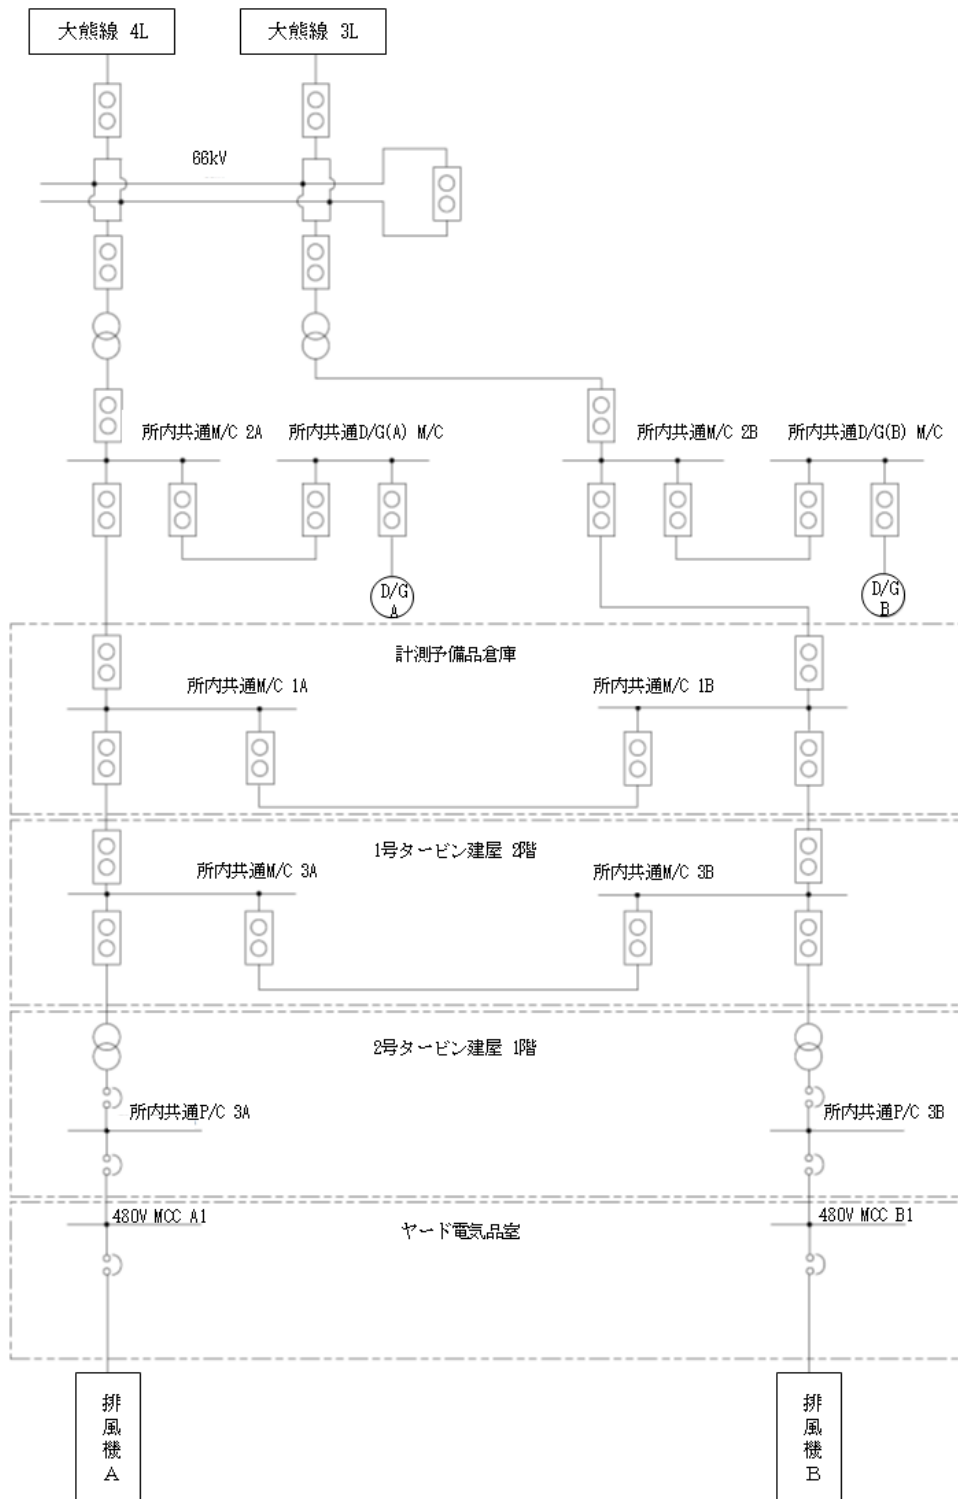 大熊線 4L
大熊線 3L
66kV
所内共通M/C 2A
所内共通D/G(A) M/C
所内共通M/C 2B
所内共通D/G(B) M/C
D/G
A
D/G
B
計測予備品倉庫
所内共通M/C 1A
所内共通M/C 1B
1号タービン建屋 2階
所内共通M/C 3A
所内共通M/C 3B
2号タービン建屋 1階
所内共通P/C 3A
所内共通P/C 3B
480V MCC A1
ヤード電気品室
480V MCC B1
排
風
機
A
排
風
機
B